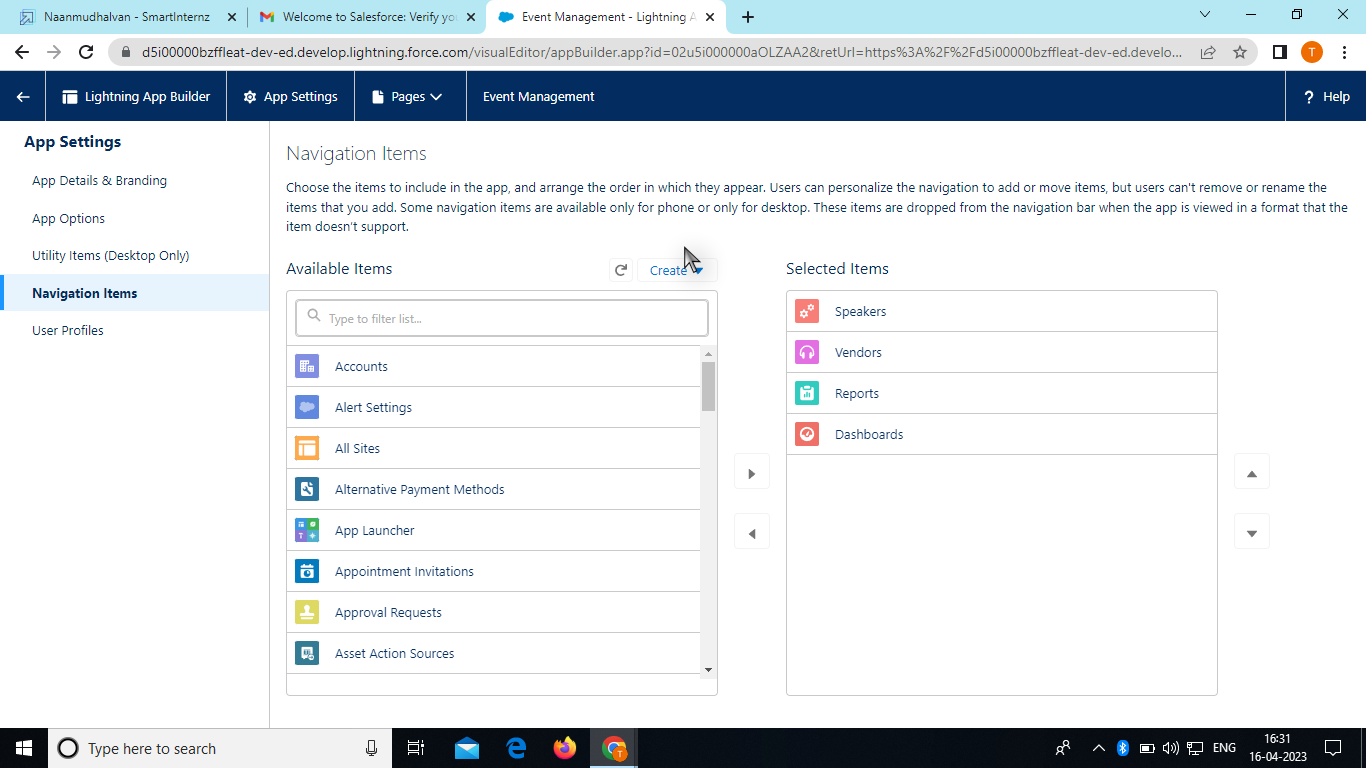 Naanmudhalvan - SmartInternz
Welcome to Salesforce: Verify yo
Event Management - Lightning A
d5i00000bzffleat-dev-ed.develop.lightning.force.com/visualEditor/appBuilder.app?id=02u5i000000aOLZAA2&retUrl=https%3A%2F%2Fd5i00000bzffleat-dev-ed.develo...
T
Lightning App Builder
App Settings
Pages
Event Management
? Help
App Settings
App Details & Branding
App Options
Utility Items (Desktop Only)
Navigation Items
User Profiles
Navigation Items
Choose the items to include in the app, and arrange the order in which they appear. Users can personalize the navigation to add or move items, but users can't remove or rename the
items that you add. Some navigation items are available only for phone or only for desktop. These items are dropped from the navigation bar when the app is viewed in a format that the
item doesn't support.
Available Items
Create
Type to filter list...
Accounts
Alert Settings
All Sites
Alternative Payment Methods
App Launcher
Appointment Invitations
Approval Requests
Asset Action Sources
Selected Items
Speakers
Vendors
Reports
Dashboards
Type here to search
T
ENG
16:31
16-04-2023